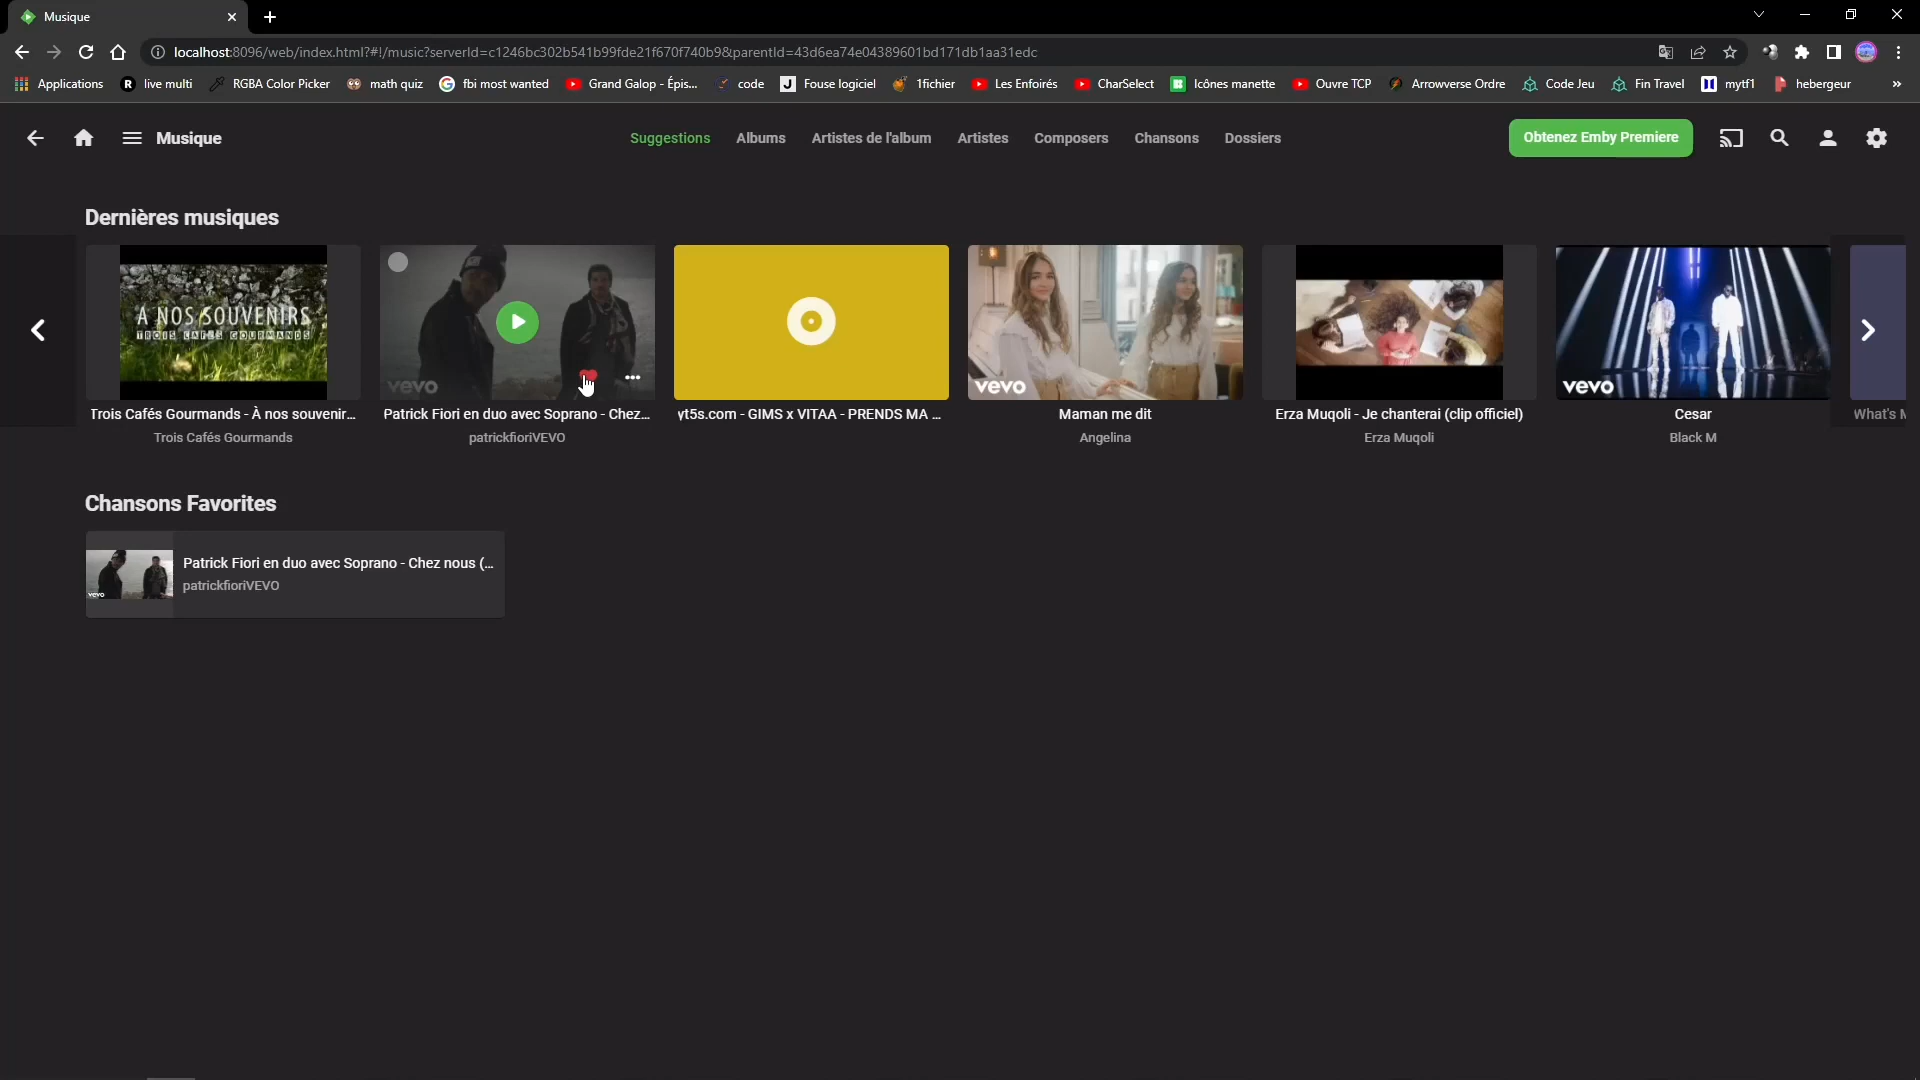 Musique
localhost:8096/web/index.html?#!/music?serverId=c1246bc302b541b99fde21f670f740b9&parentId=43d6ea74e04389601bd171db1aa31edc
Applications live multi RGBA Color Picker math quiz fbi most wanted Grand Galop - Épis... code Fouse logiciel 1fichier Les Enfoirés CharSelect Icônes manette Ouvre TCP Arrowverse Ordre Code Jeu Fin Travel mytf1 hebergeur »
Musique Suggestions Albums Artistes de l'album Artistes Composers Chansons Dossiers Obtenez Emby Premiere
Dernières musiques
A NOS SOUVENIRS
TROIS CAFÉS GOURMANDS
vevo vevo vevo
Trois Cafés Gourmands - À nos souvenir... Patrick Fiori en duo avec Soprano - Chez... yt5s.com - GIMS x VITAA - PRENDS MA ... Maman me dit Erza Muqoli - Je chanterai (clip officiel) Cesar What's
Trois Cafés Gourmands patrickfioriVEVO Angelina Erza Muqoli Black M
Chansons Favorites
Patrick Fiori en duo avec Soprano - Chez nous (...
patrickfioriVEVO
vevo